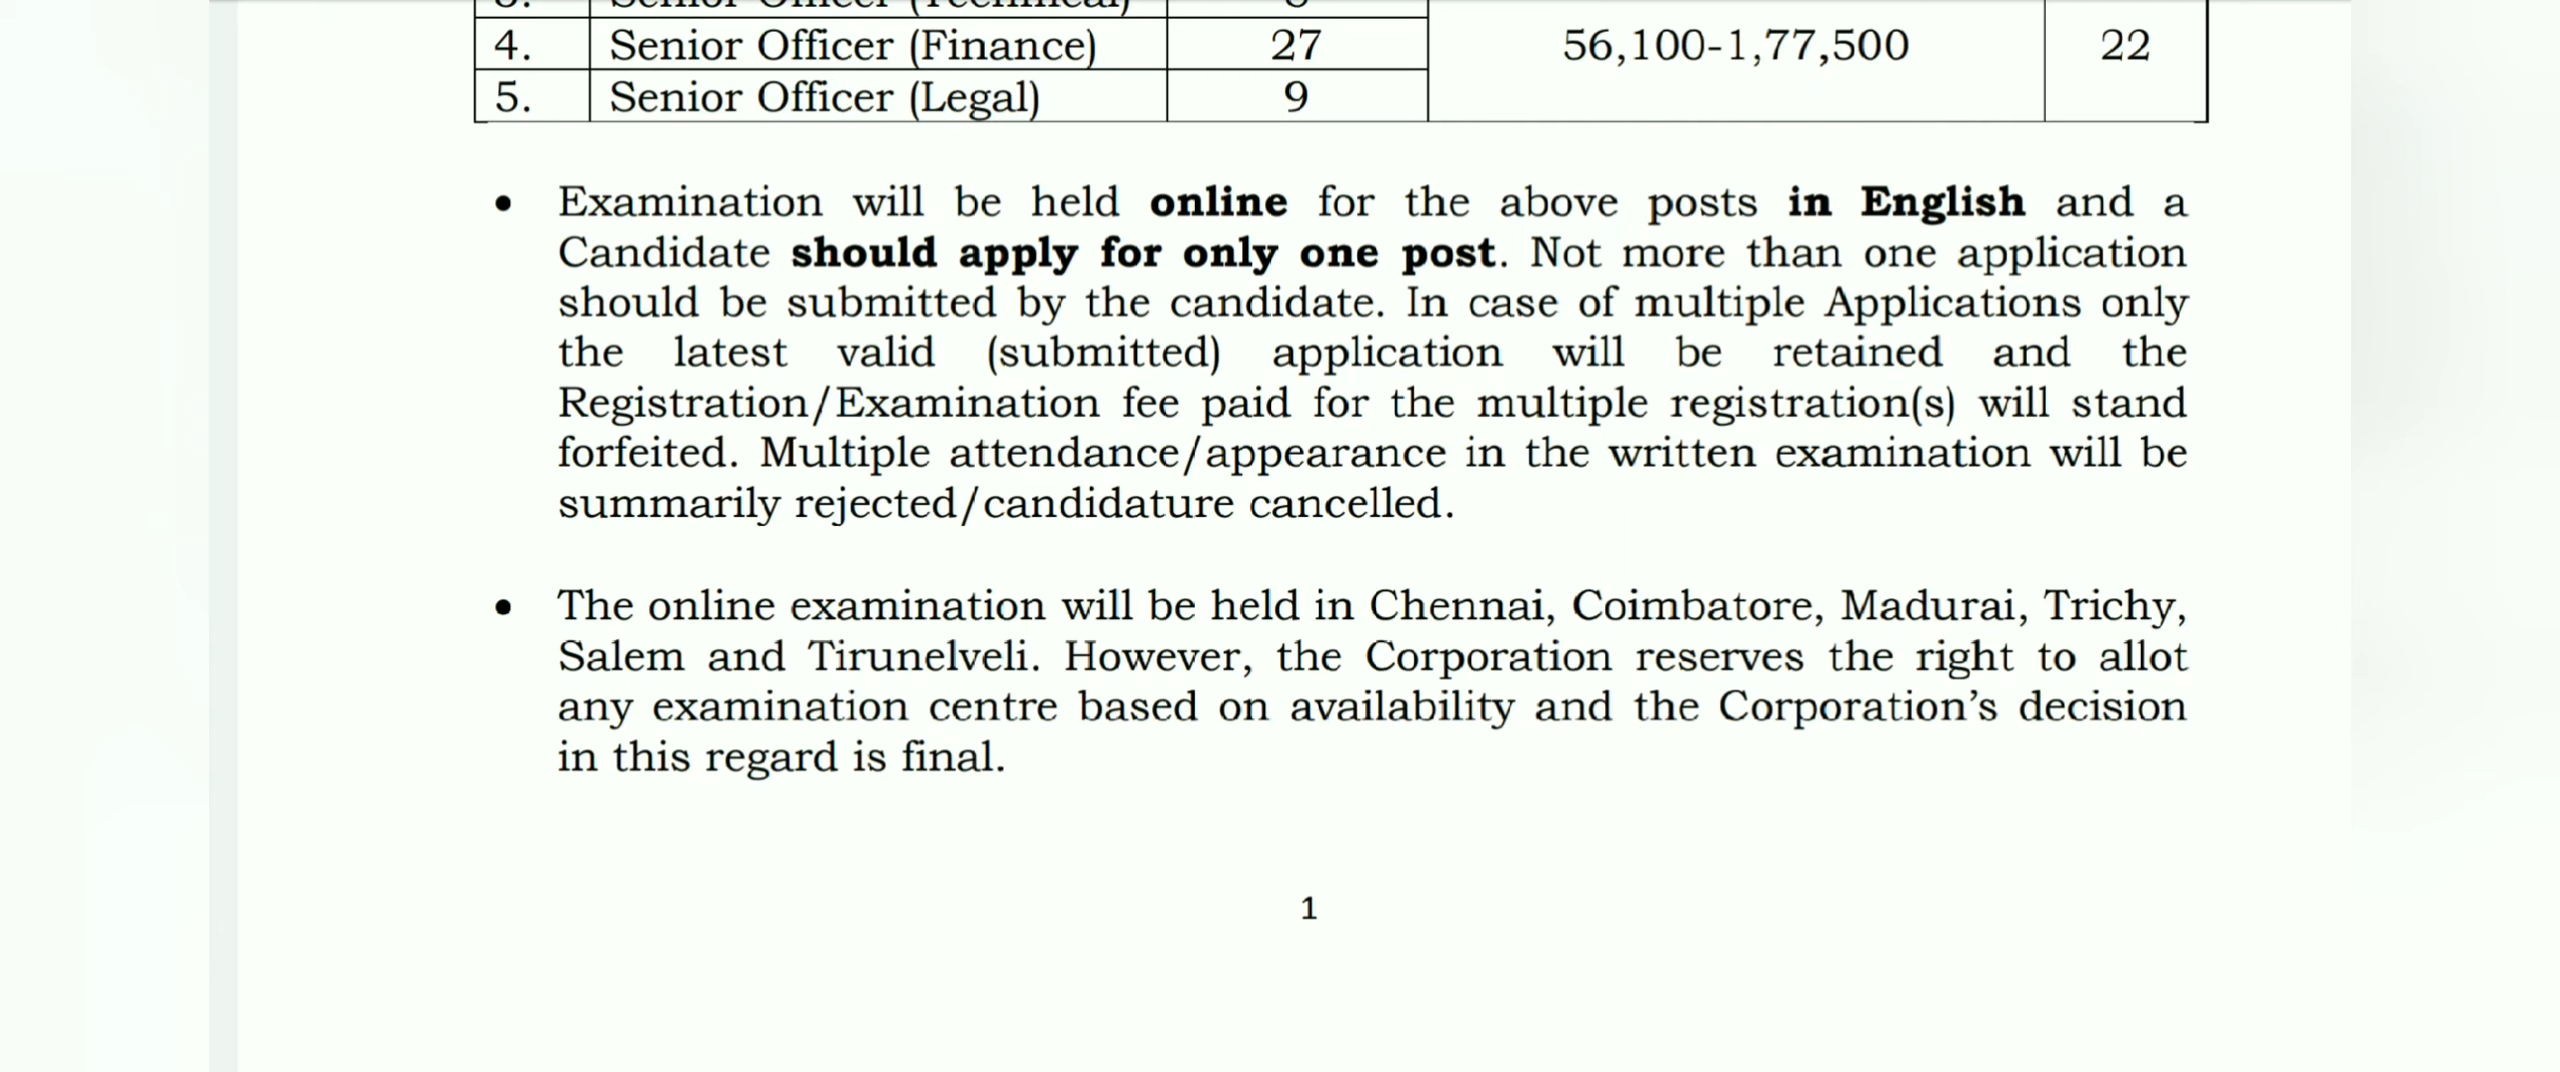 Senior Officer (Technical)
4. Senior Officer (Finance) 27 56,100-1,77,500 22
5. Senior Officer (Legal) 9
• Examination will be held online for the above posts in English and a
Candidate should apply for only one post. Not more than one application
should be submitted by the candidate. In case of multiple Applications only
the latest valid (submitted) application will be retained and the
Registration/Examination fee paid for the multiple registration(s) will stand
forfeited. Multiple attendance/appearance in the written examination will be
summarily rejected/candidature cancelled.
• The online examination will be held in Chennai, Coimbatore, Madurai, Trichy,
Salem and Tirunelveli. However, the Corporation reserves the right to allot
any examination centre based on availability and the Corporation’s decision
in this regard is final.
1